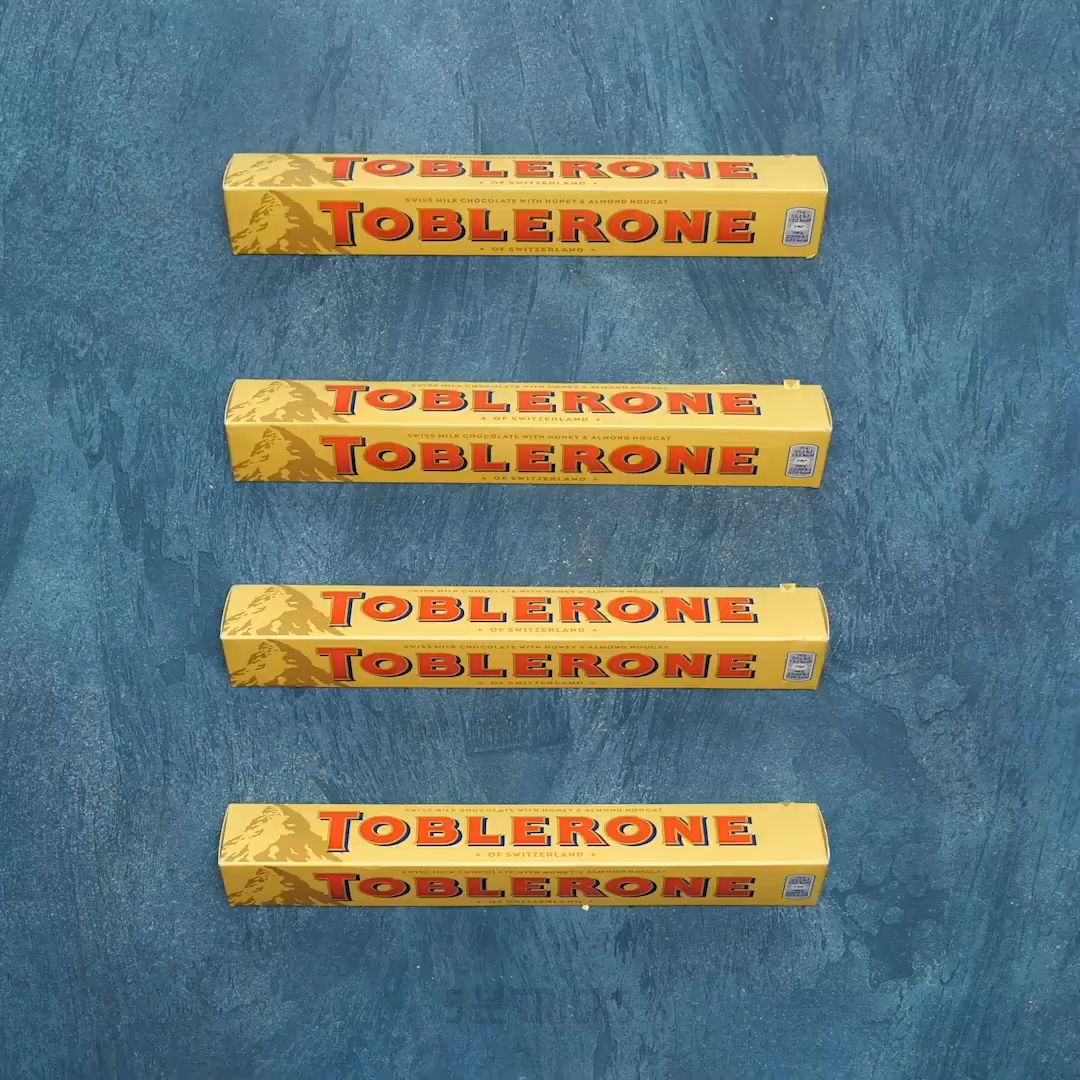 TOBLERONE
OF SWITZERLAND
SWISS MILK CHOCOLATE WITH HONEY & ALMOND NOUGAT
TOBLERONE
OF SWITZERLAND
SWISS MILK CHOCOLATE WITH HONEY & ALMOND NOUGAT
TOBLERONE
OF SWITZERLAND
SWISS MILK CHOCOLATE WITH HONEY & ALMOND NOUGAT
TOBLERONE
OF SWITZERLAND
SWISS MILK CHOCOLATE WITH HONEY & ALMOND NOUGAT
TOBLERONE
OF SWITZERLAND
SWISS MILK CHOCOLATE WITH HONEY & ALMOND NOUGAT
TOBLERONE
OF SWITZERLAND
SWISS MILK CHOCOLATE WITH HONEY & ALMOND NOUGAT
TOBLERONE
OF SWITZERLAND
SWISS MILK CHOCOLATE WITH HONEY & ALMOND NOUGAT
TOBLERONE
OF SWITZERLAND